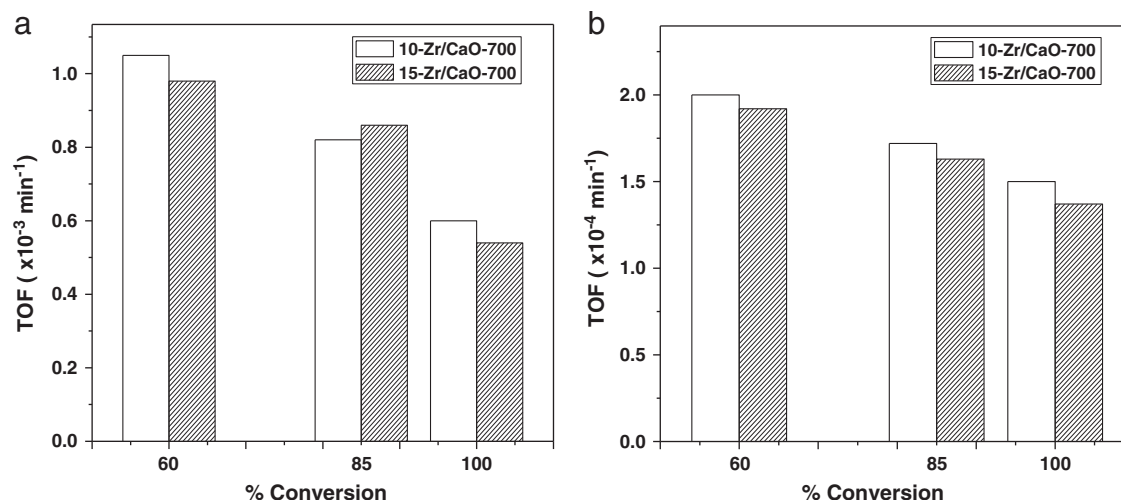 a
10-Zr/CaO-700
15-Zr/CaO-700
TOF ( x10⁻³ min⁻¹)
1.0
0.8
0.6
0.4
0.2
0.0
60
85
100
% Conversion
b
10-Zr/CaO-700
15-Zr/CaO-700
TOF ( x10⁻⁴ min⁻¹)
2.0
1.5
1.0
0.5
0.0
60
85
100
% Conversion